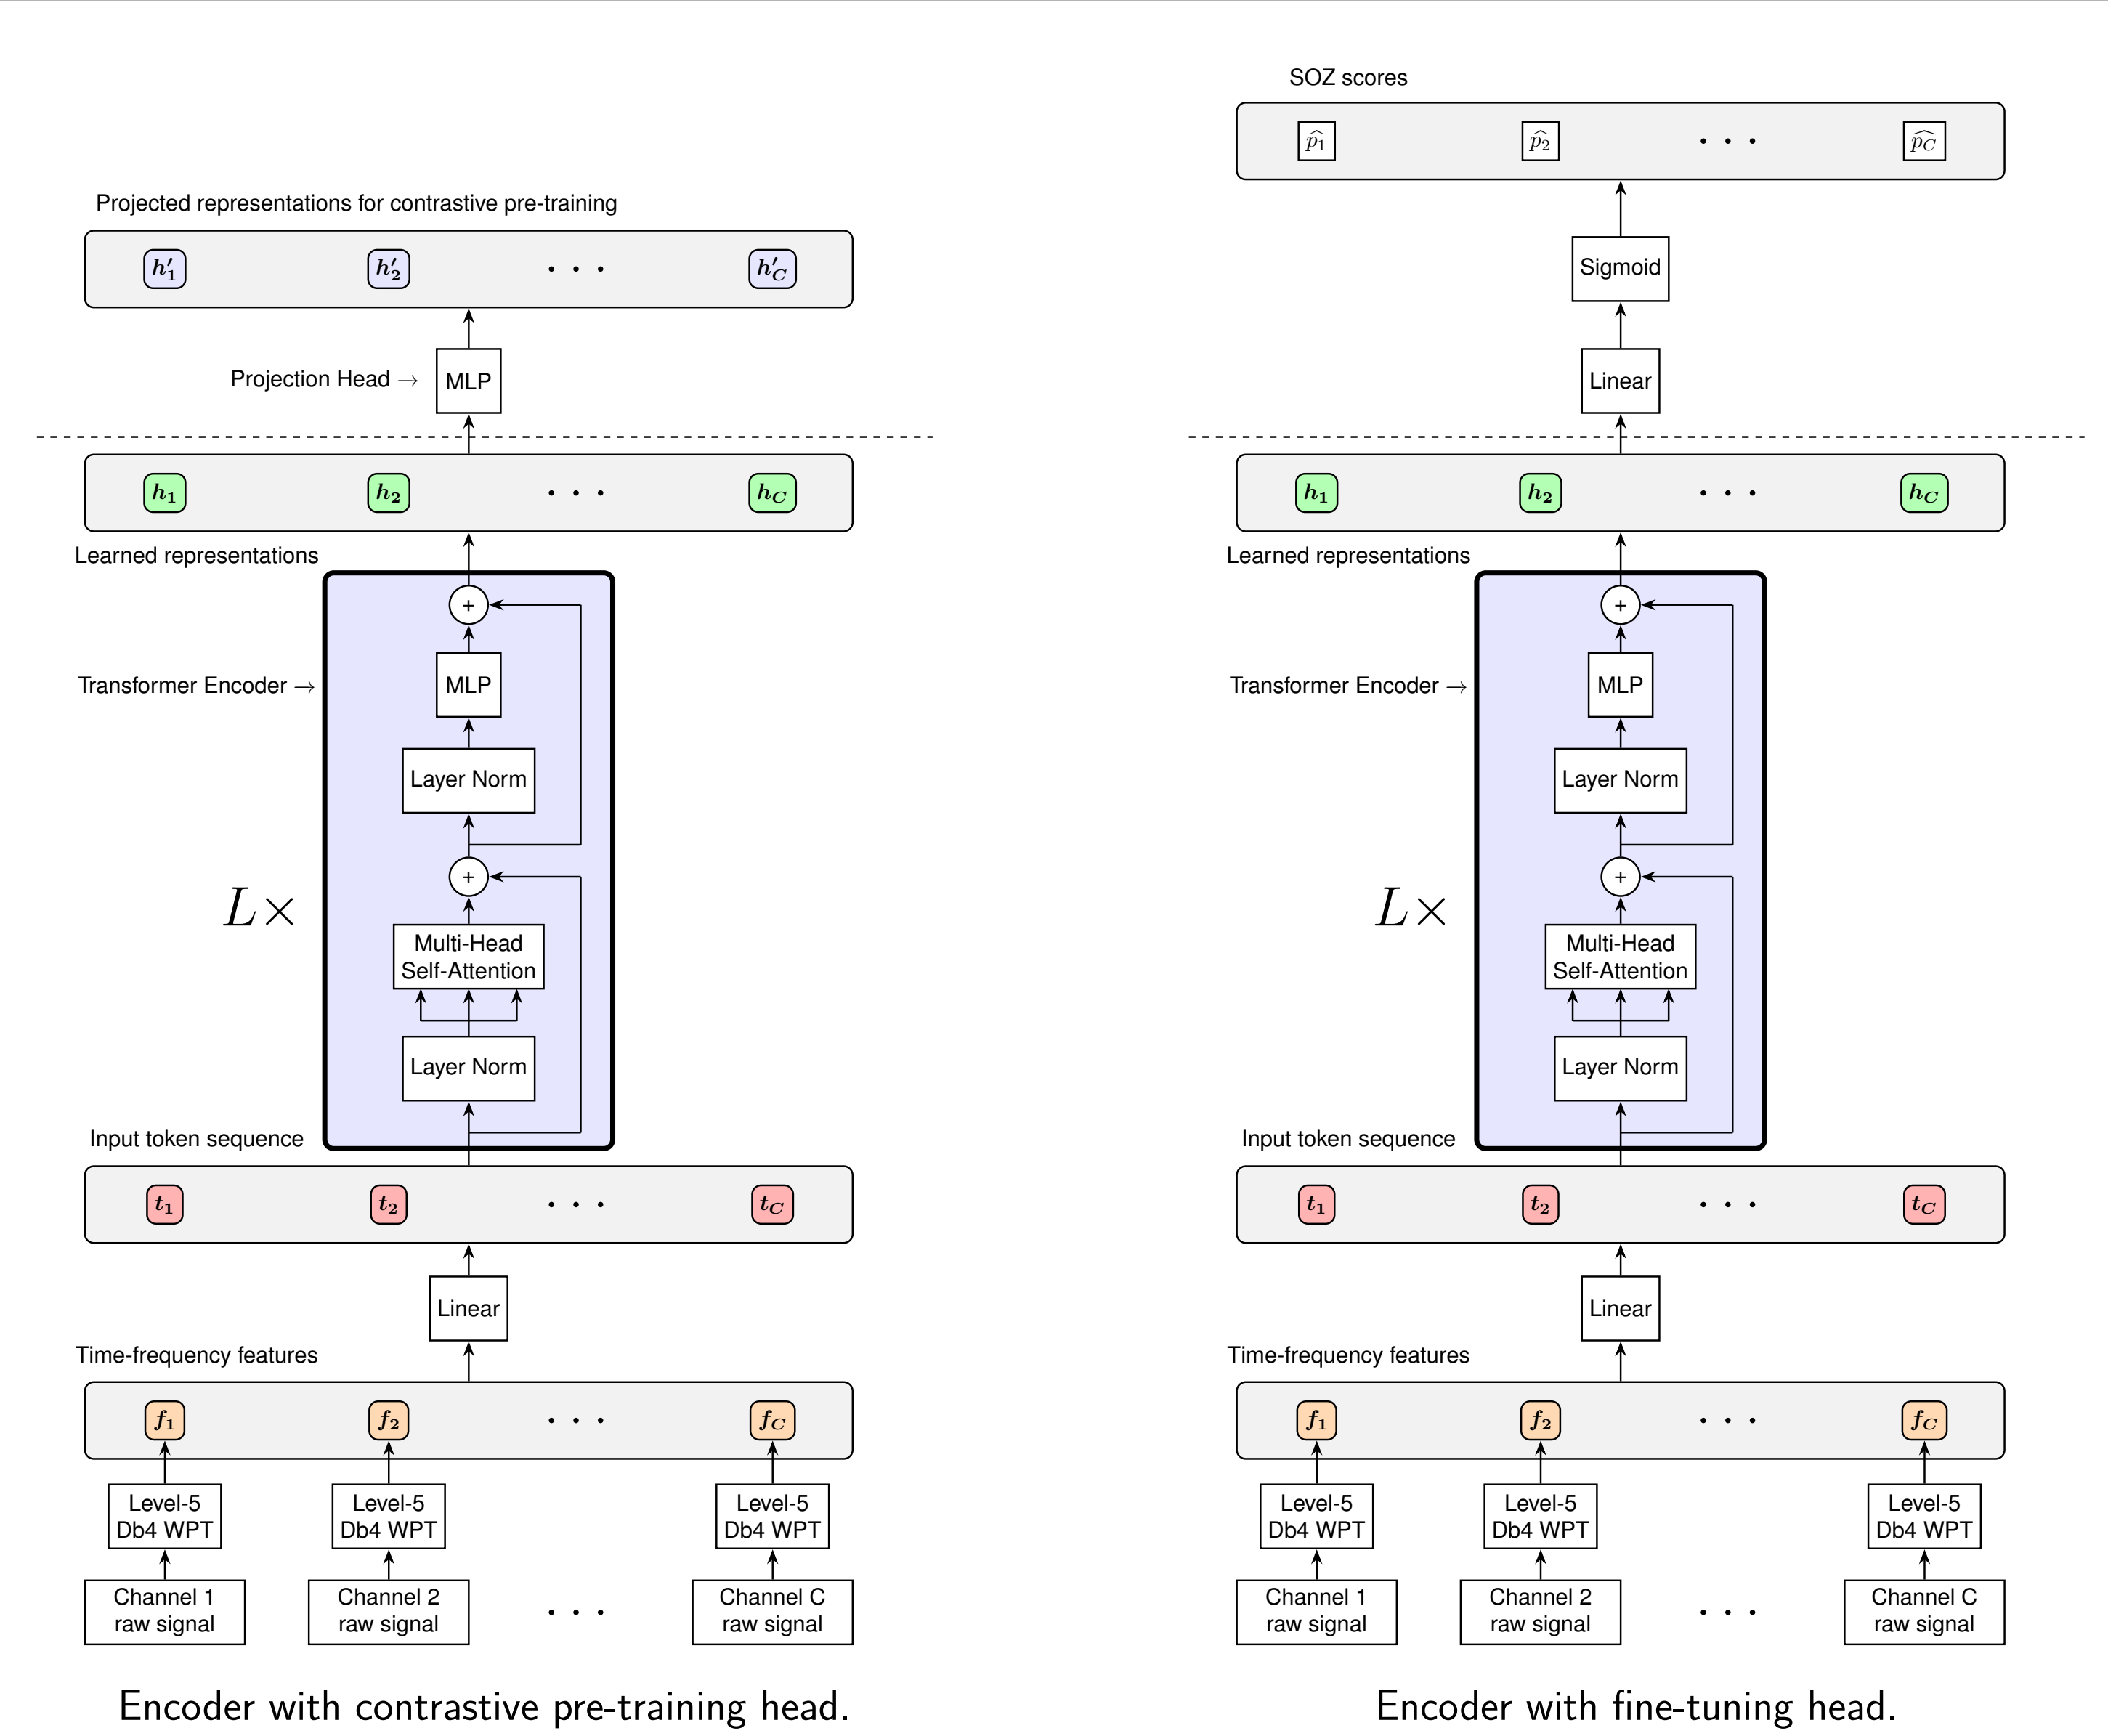 Projected representations for contrastive pre-training
h′1 h′2 · · · h′C
Projection Head → MLP
h1 h2 · · · hC
Learned representations
+
MLP
Transformer Encoder →
Layer Norm
+
L×
Multi-Head
Self-Attention
Layer Norm
Input token sequence
t1 t2 · · · tC
Linear
Time-frequency features
f1 f2 · · · fC
Level-5 Level-5 Level-5
Db4 WPT Db4 WPT Db4 WPT
Channel 1 Channel 2 Channel C
raw signal raw signal · · · raw signal
Encoder with contrastive pre-training head.
SOZ scores
p̂1 p̂2 · · · p̂C
Sigmoid
Linear
h1 h2 · · · hC
Learned representations
+
MLP
Transformer Encoder →
Layer Norm
+
L×
Multi-Head
Self-Attention
Layer Norm
Input token sequence
t1 t2 · · · tC
Linear
Time-frequency features
f1 f2 · · · fC
Level-5 Level-5 Level-5
Db4 WPT Db4 WPT Db4 WPT
Channel 1 Channel 2 Channel C
raw signal raw signal · · · raw signal
Encoder with fine-tuning head.